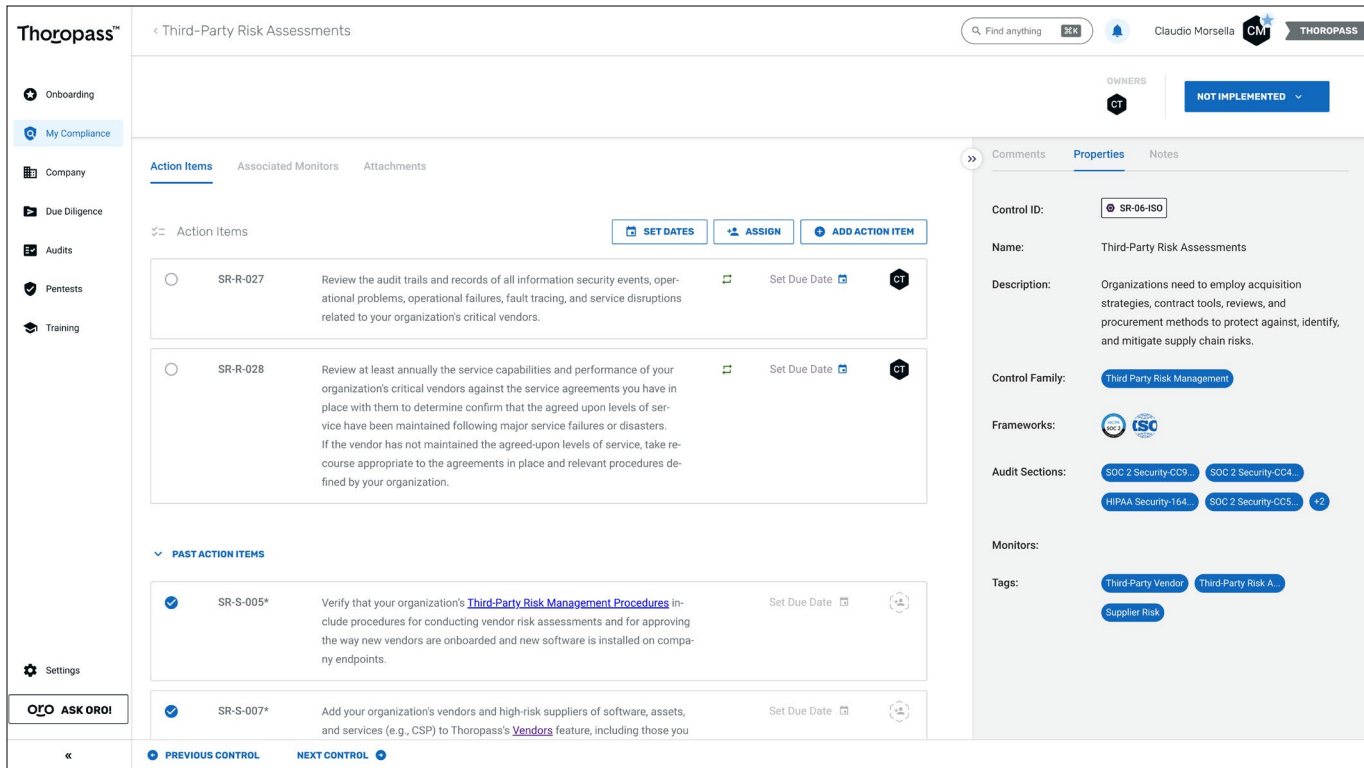 Thoropass™
‹ Third-Party Risk Assessments
Find anything ⌘K
Claudio Morsella
CM
THOROPASS
OWNERS
CT
NOT IMPLEMENTED
Onboarding
My Compliance
Company
Due Diligence
Audits
Pentests
Training
Settings
oro ASK ORO!
«
Action Items Associated Monitors Attachments
Action Items
SET DATES
ASSIGN
ADD ACTION ITEM
SR-R-027
Review the audit trails and records of all information security events, oper-
ational problems, operational failures, fault tracing, and service disruptions
related to your organization's critical vendors.
Set Due Date
CT
SR-R-028
Review at least annually the service capabilities and performance of your
organization's critical vendors against the service agreements you have in
place with them to determine confirm that the agreed upon levels of ser-
vice have been maintained following major service failures or disasters.
If the vendor has not maintained the agreed-upon levels of service, take re-
course appropriate to the agreements in place and relevant procedures de-
fined by your organization.
Set Due Date
CT
PAST ACTION ITEMS
SR-S-005*
Verify that your organization's Third-Party Risk Management Procedures in-
clude procedures for conducting vendor risk assessments and for approving
the way new vendors are onboarded and new software is installed on compa-
ny endpoints.
Set Due Date
SR-S-007*
Add your organization's vendors and high-risk suppliers of software, assets,
and services (e.g., CSP) to Thoropass's Vendors feature, including those you
Set Due Date
PREVIOUS CONTROL NEXT CONTROL
»
Comments Properties Notes
Control ID: SR-06-ISO
Name: Third-Party Risk Assessments
Description: Organizations need to employ acquisition
strategies, contract tools, reviews, and
procurement methods to protect against, identify,
and mitigate supply chain risks.
Control Family: Third Party Risk Management
Frameworks: SOC 2 ISO
Audit Sections: SOC 2 Security-CC9... SOC 2 Security-CC4...
HIPAA Security-164... SOC 2 Security-CC5... +2
Monitors:
Tags: Third-Party Vendor Third-Party Risk A...
Supplier Risk